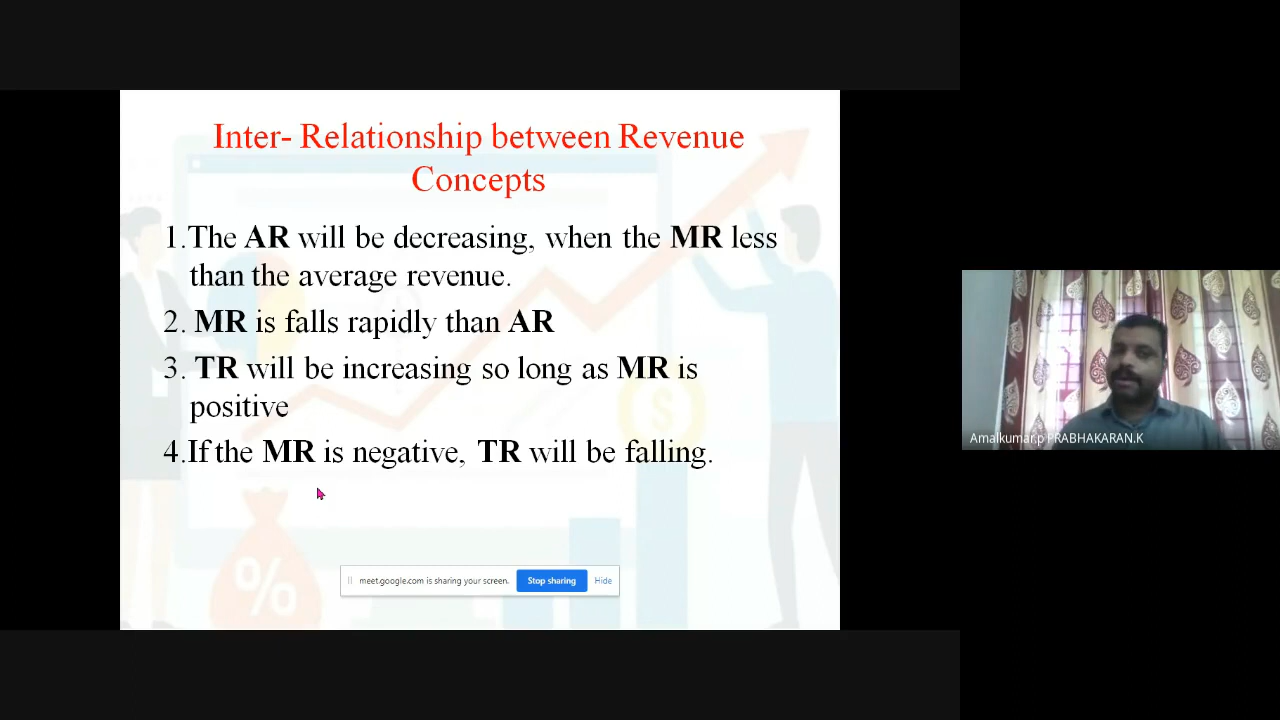 Inter- Relationship between Revenue
Concepts
1.The AR will be decreasing, when the MR less
than the average revenue.
2. MR is falls rapidly than AR
3. TR will be increasing so long as MR is
positive
4.If the MR is negative, TR will be falling.
%
$
meet.google.com is sharing your screen. Stop sharing Hide
Amalkumar.p PRABHAKARAN.K